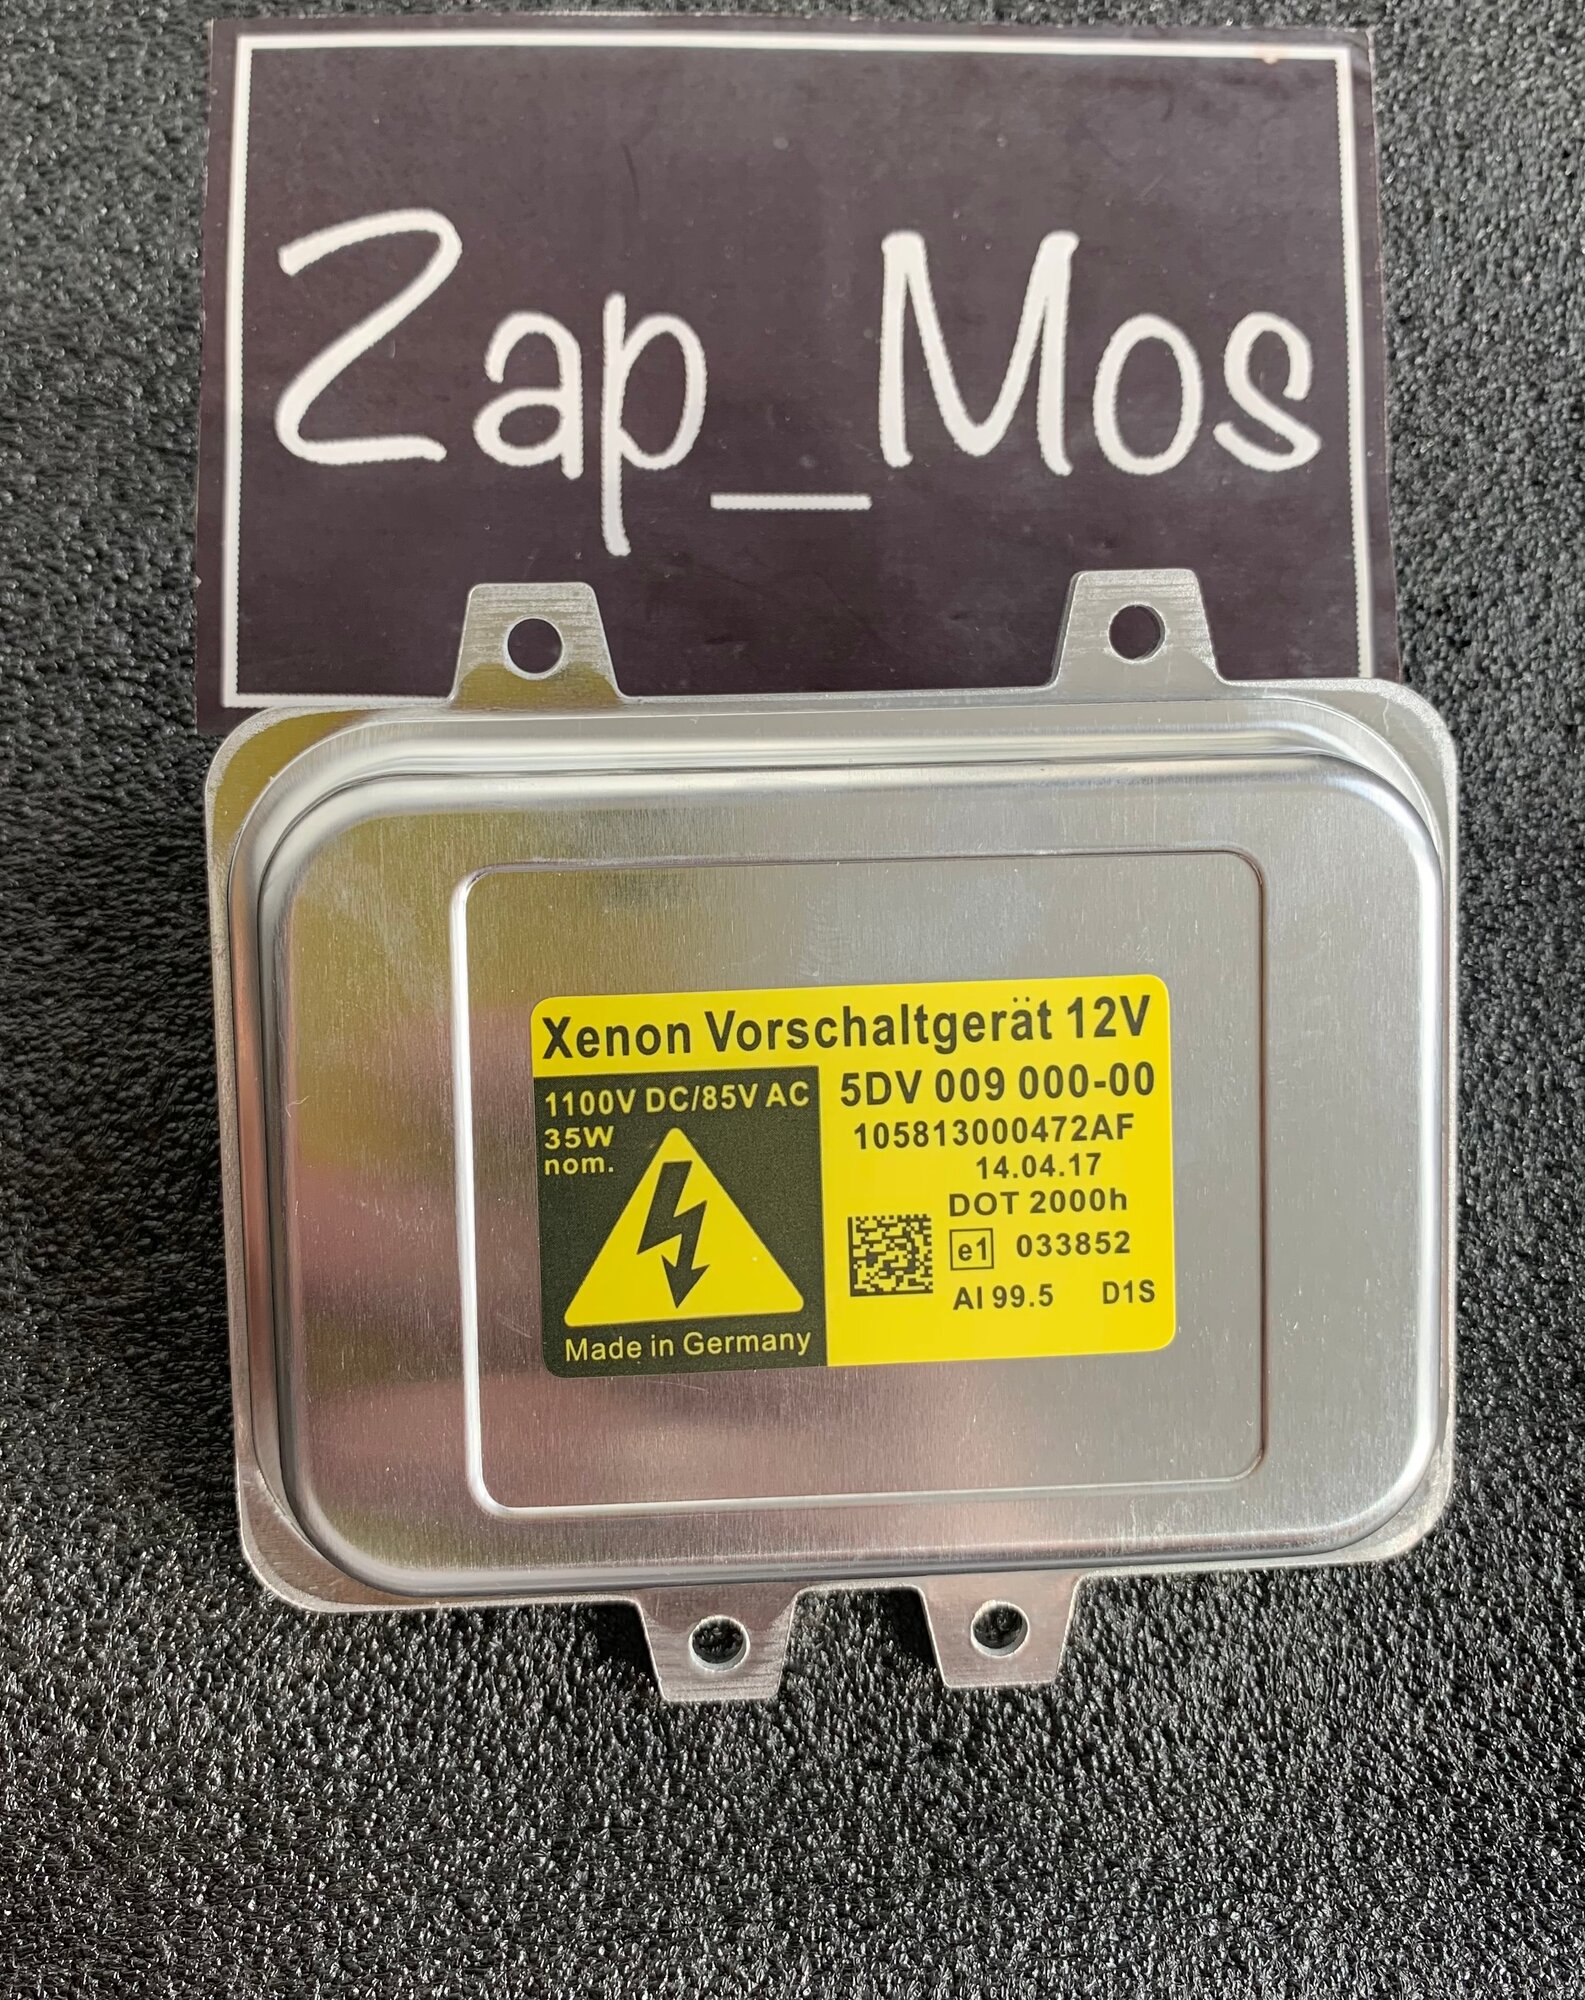 Zap_Mos
Xenon Vorschaltgerät 12V
1100V DC/85V AC
35W
nom.
Made in Germany
5DV 009 000-00
105813000472AF
14.04.17
DOT 2000h
e1 033852
AI 99.5 D1S